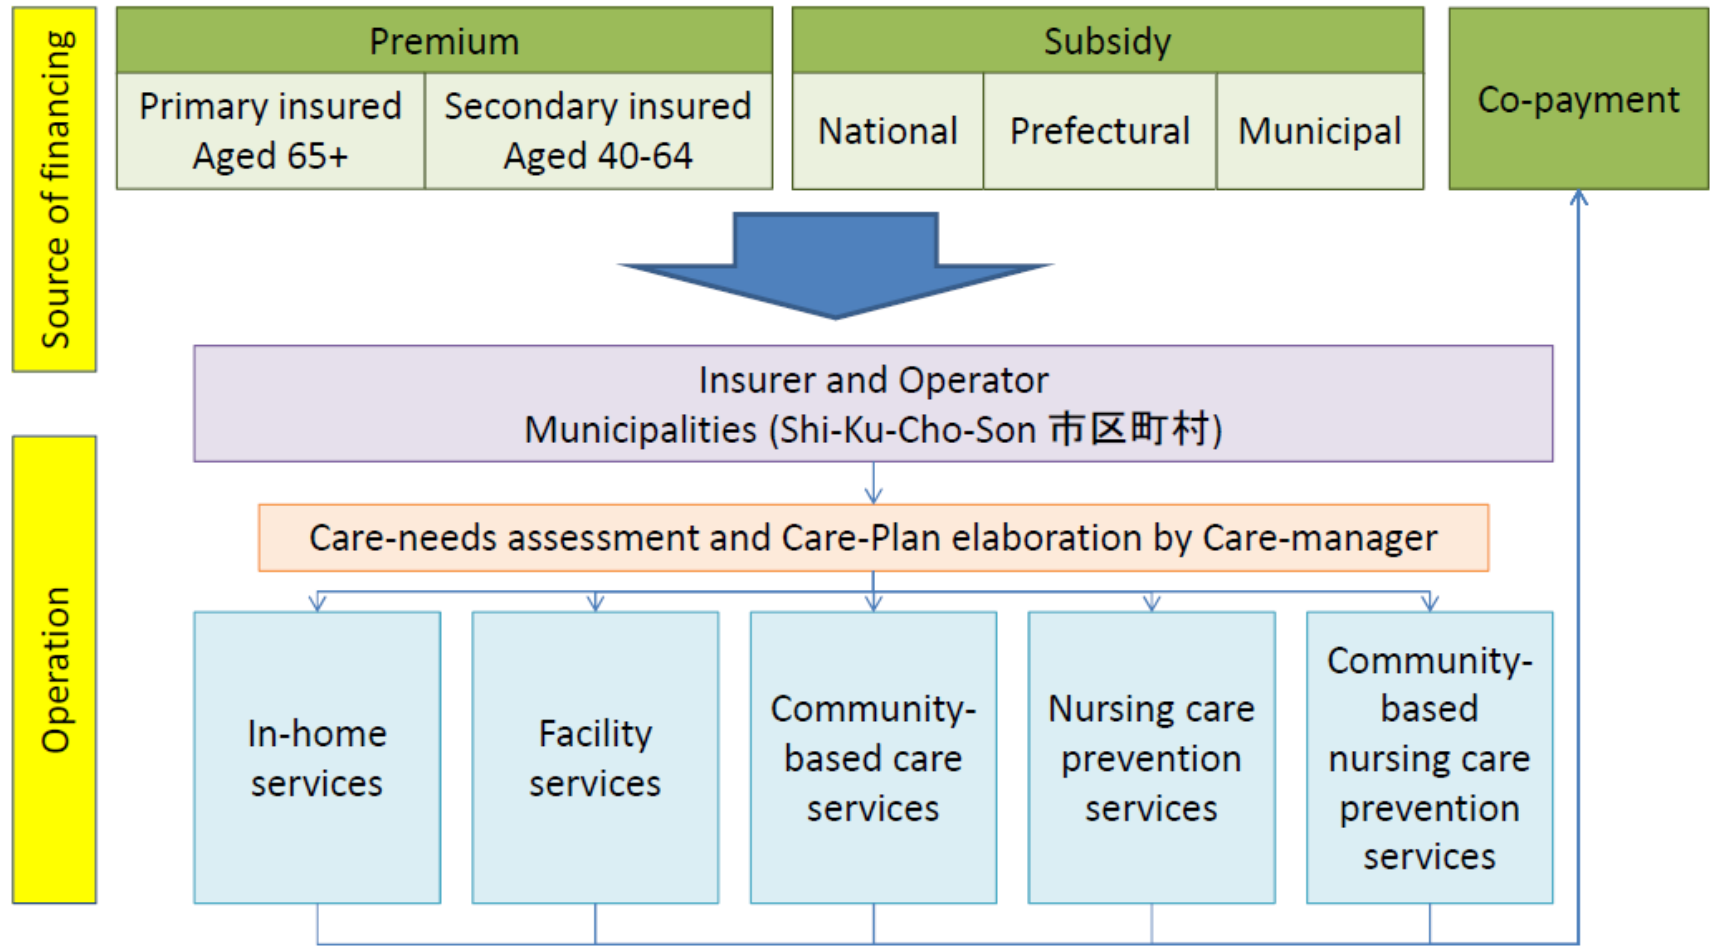 Source of financing
Premium
Primary insured
Aged 65+
Secondary insured
Aged 40-64
Subsidy
National
Prefectural
Municipal
Co-payment
Insurer and Operator
Municipalities (Shi-Ku-Cho-Son 市区町村)
Operation
Care-needs assessment and Care-Plan elaboration by Care-manager
In-home
services
Facility
services
Community-
based care
services
Nursing care
prevention
services
Community-
based
nursing care
prevention
services